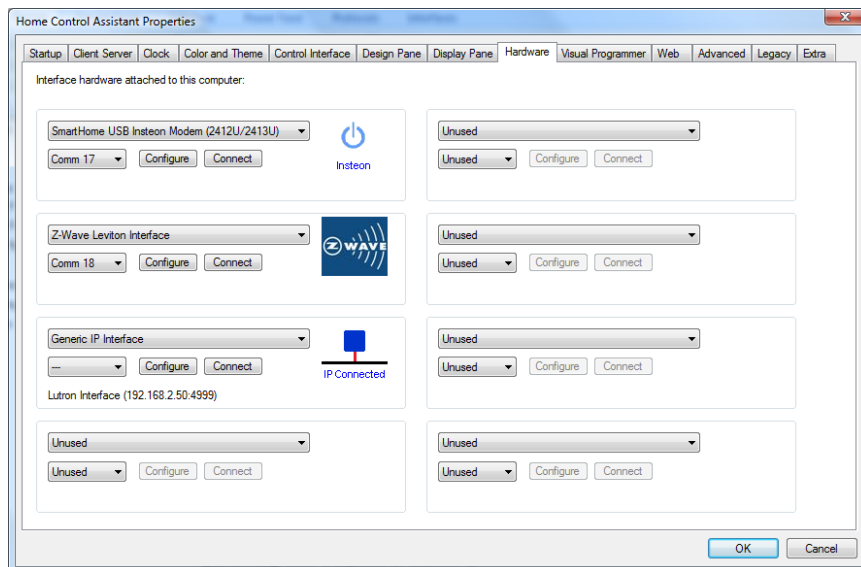 Home Control Assistant Properties
Startup Client Server Clock Color and Theme Control Interface Design Pane Display Pane Hardware Visual Programmer Web Advanced Legacy Extra
Interface hardware attached to this computer:
SmartHome USB Insteon Modem (2412U/2413U)
Comm 17 Configure Connect
Insteon
Unused
Unused Configure Connect
Z-Wave Leviton Interface
Comm 18 Configure Connect
Z WAVE
Unused
Unused Configure Connect
Generic IP Interface
--- Configure Connect
IP Connected
Lutron Interface (192.168.2.50:4999)
Unused
Unused Configure Connect
Unused
Unused Configure Connect
Unused
Unused Configure Connect
OK Cancel